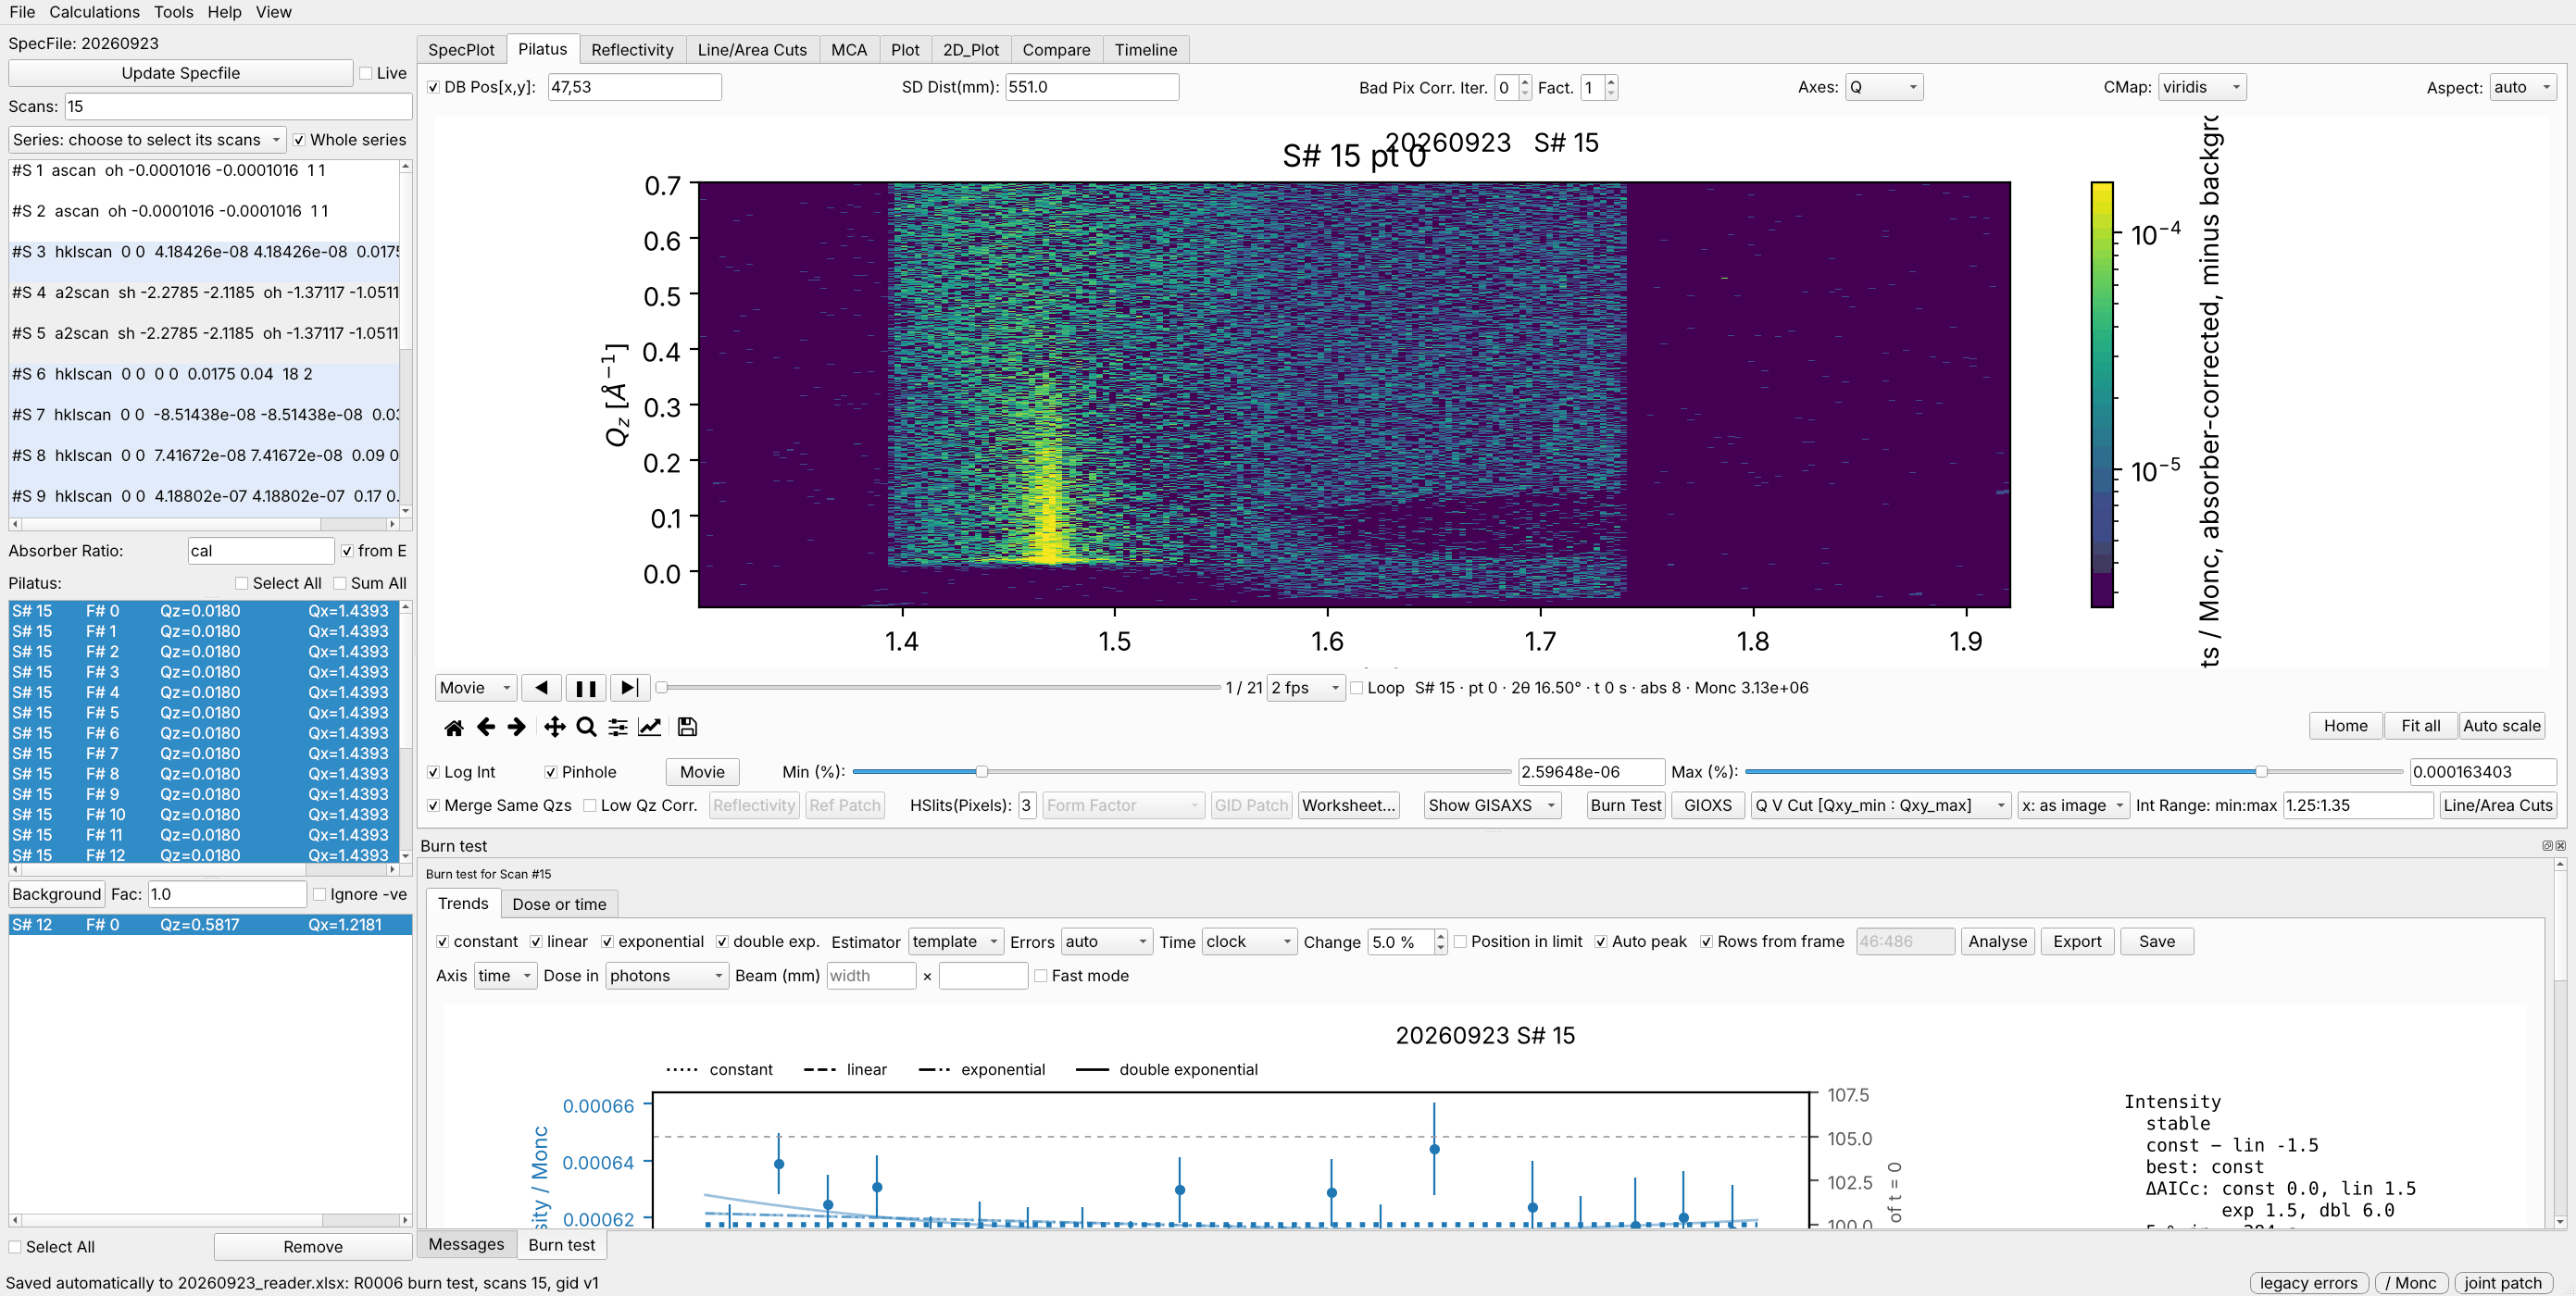 File Calculations Tools Help View
SpecFile: 20260923
Update Specfile Live
Scans: 15
Series: choose to select its scans Whole series
#S 1 ascan oh -0.0001016 -0.0001016 1 1
#S 2 ascan oh -0.0001016 -0.0001016 1 1
#S 3 hklscan 0 0 4.18426e-08 4.18426e-08 0.0175
#S 4 a2scan sh -2.2785 -2.1185 oh -1.37117 -1.0511
#S 5 a2scan sh -2.2785 -2.1185 oh -1.37117 -1.0511
#S 6 hklscan 0 0 0 0 0.0175 0.04 18 2
#S 7 hklscan 0 0 -8.51438e-08 -8.51438e-08 0.03
#S 8 hklscan 0 0 7.41672e-08 7.41672e-08 0.09 0
#S 9 hklscan 0 0 4.18802e-07 4.18802e-07 0.17 0.
Absorber Ratio: cal from E
Pilatus: Select All Sum All
S# 15 F# 0 Qz=0.0180 Qx=1.4393
S# 15 F# 1 Qz=0.0180 Qx=1.4393
S# 15 F# 2 Qz=0.0180 Qx=1.4393
S# 15 F# 3 Qz=0.0180 Qx=1.4393
S# 15 F# 4 Qz=0.0180 Qx=1.4393
S# 15 F# 5 Qz=0.0180 Qx=1.4393
S# 15 F# 6 Qz=0.0180 Qx=1.4393
S# 15 F# 7 Qz=0.0180 Qx=1.4393
S# 15 F# 8 Qz=0.0180 Qx=1.4393
S# 15 F# 9 Qz=0.0180 Qx=1.4393
S# 15 F# 10 Qz=0.0180 Qx=1.4393
S# 15 F# 11 Qz=0.0180 Qx=1.4393
S# 15 F# 12 Qz=0.0180 Qx=1.4393
Background Fac: 1.0 Ignore -ve
S# 12 F# 0 Qz=0.5817 Qx=1.2181
Select All Remove
SpecPlot Pilatus Reflectivity Line/Area Cuts MCA Plot 2D_Plot Compare Timeline
DB Pos[x,y]: 47,53 SD Dist(mm): 551.0 Bad Pix Corr. Iter. 0 Fact. 1 Axes: Q CMap: viridis Aspect: auto
20260923 S# 15
S# 15 pt 0
0.7
0.6
0.5
0.4
0.3
0.2
0.1
0.0
Qz [Å−1]
1.4 1.5 1.6 1.7 1.8 1.9
10−4
10−5
ts / Monc, absorber-corrected, minus backgr
Movie 1 / 21 2 fps Loop S# 15 · pt 0 · 2θ 16.50° · t 0 s · abs 8 · Monc 3.13e+06
Home Fit all Auto scale
Log Int Pinhole Movie Min (%): 2.59648e-06 Max (%): 0.000163403
Merge Same Qzs Low Qz Corr. Reflectivity Ref Patch HSlits(Pixels): 3 Form Factor GID Patch Worksheet... Show GISAXS Burn Test GIOXS Q V Cut [Qxy_min : Qxy_max] x: as image Int Range: min:max 1.25:1.35 Line/Area Cuts
Burn test
Burn test for Scan #15
Trends Dose or time
constant linear exponential double exp. Estimator template Errors auto Time clock Change 5.0 % Position in limit Auto peak Rows from frame 46:486 Analyse Export Save
Axis time Dose in photons Beam (mm) width × Fast mode
20260923 S# 15
constant linear exponential double exponential
0.00066
0.00064
0.00062
sity / Monc
107.5
105.0
102.5
100.0
of t = 0
Intensity
stable
const − lin -1.5
best: const
ΔAICc: const 0.0, lin 1.5
exp 1.5, dbl 6.0
Messages Burn test
Saved automatically to 20260923_reader.xlsx: R0006 burn test, scans 15, gid v1
legacy errors / Monc joint patch